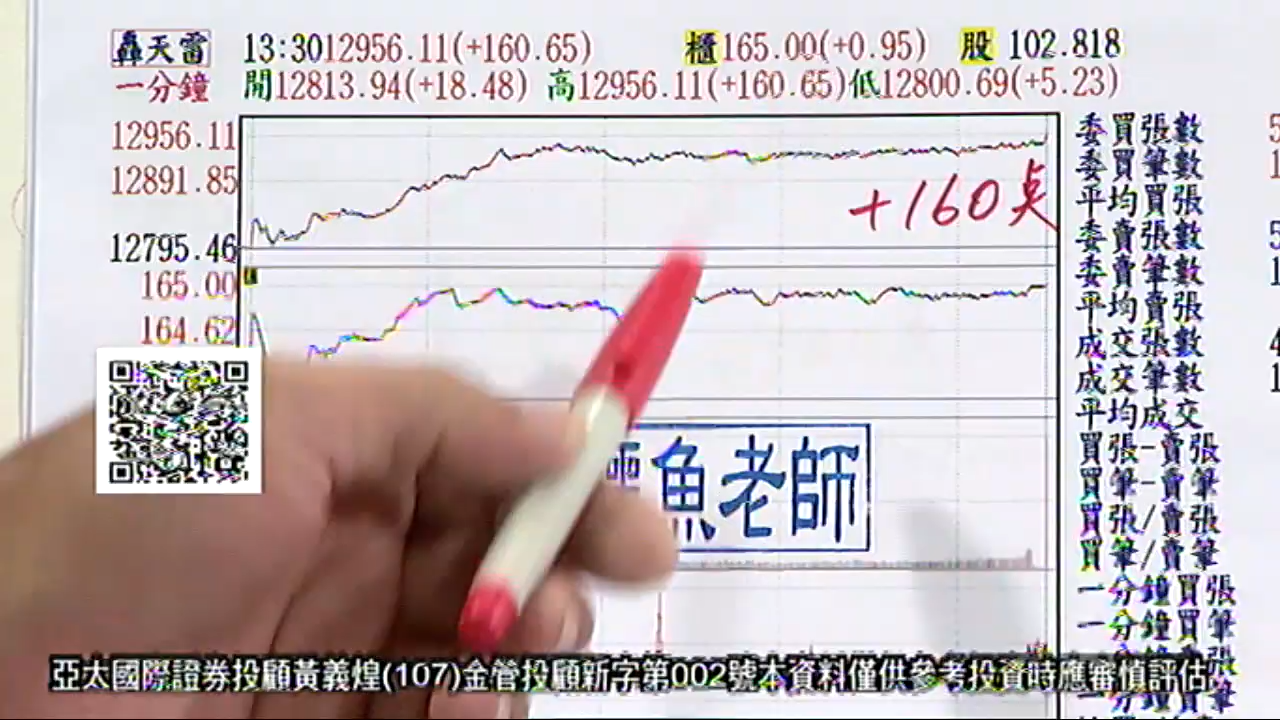 轟天雷 13:30 12956.11(+160.65) 櫃 165.00(+0.95) 股 102.818
一分鐘 開12813.94(+18.48) 高12956.11(+160.65) 低12800.69(+5.23)
12956.11
12891.85
12795.46
165.00
164.62
+160点
魚老師
委買張數 5
委買筆數 1
平均買張
委賣張數 5
委賣筆數 1
平均賣張
成交張數 4
成交筆數 1
平均成交
買張-賣張
買筆-賣筆
買張/賣張
買筆/賣筆
一分鐘買張
一分鐘買筆
亞太國際證券投顧黃義煌(107)金管投顧新字第002號本資料僅供參考投資時應審慎評估